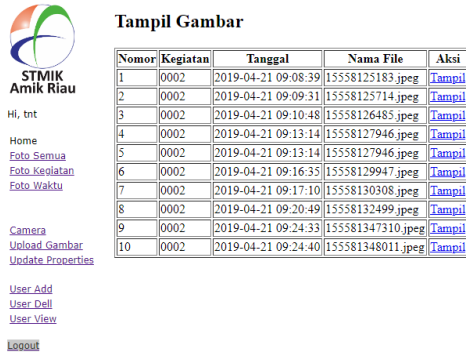 STMIK
Amik Riau
Hi, tnt
Home
Foto Semua
Foto Kegiatan
Foto Waktu
Camera
Upload Gambar
Update Properties
User Add
User Dell
User View
Logout
Tampil Gambar
Nomor Kegiatan Tanggal Nama File Aksi
1 0002 2019-04-21 09:08:39 15558125183.jpeg Tampil
2 0002 2019-04-21 09:09:31 15558125714.jpeg Tampil
3 0002 2019-04-21 09:10:48 15558126485.jpeg Tampil
4 0002 2019-04-21 09:13:14 15558127946.jpeg Tampil
5 0002 2019-04-21 09:13:14 15558127946.jpeg Tampil
6 0002 2019-04-21 09:16:35 15558129947.jpeg Tampil
7 0002 2019-04-21 09:17:10 15558130308.jpeg Tampil
8 0002 2019-04-21 09:20:49 15558132499.jpeg Tampil
9 0002 2019-04-21 09:24:33 155581347310.jpeg Tampil
10 0002 2019-04-21 09:24:40 155581348011.jpeg Tampil